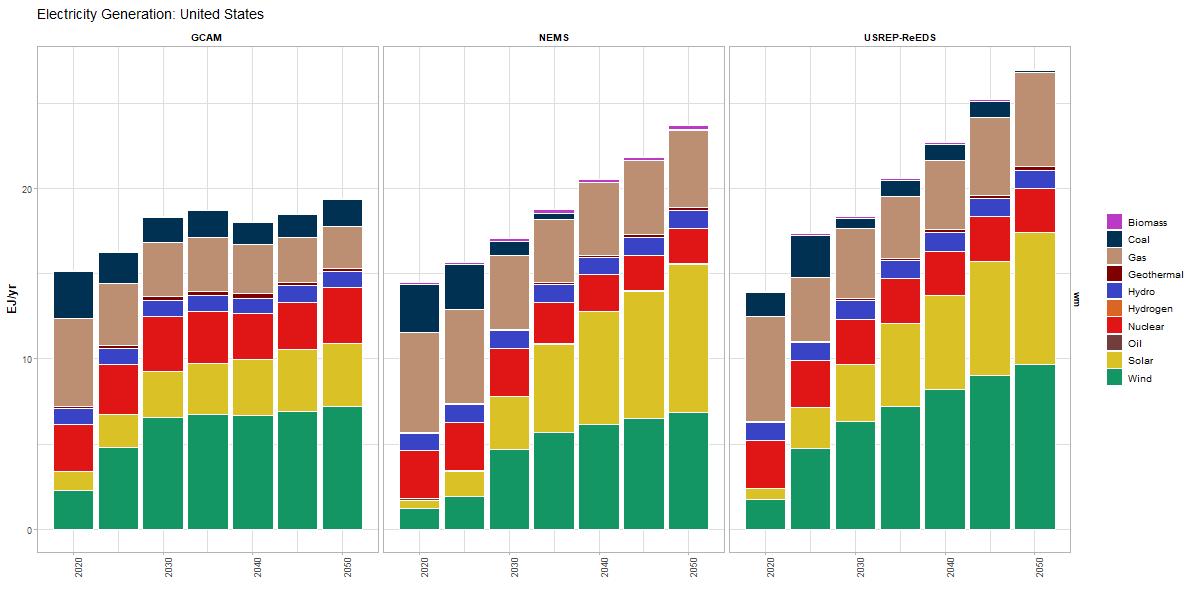 Electricity Generation: United States
GCAM
NEMS
USREP-ReEDS
EJ/yr
20
10
0
2020
2030
2040
2050
2020
2030
2040
2050
2020
2030
2040
2050
wm
Biomass
Coal
Gas
Geothermal
Hydro
Hydrogen
Nuclear
Oil
Solar
Wind